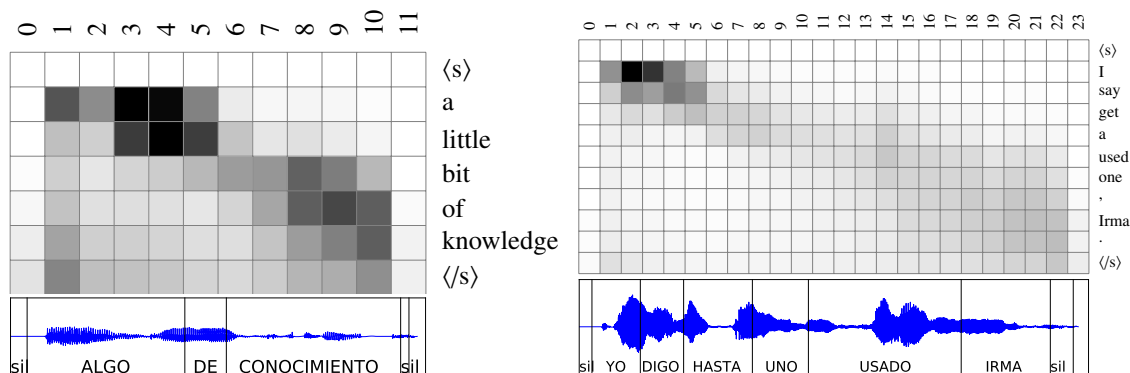 0 1 2 3 4 5 6 7 8 9 10 11
⟨s⟩
a
little
bit
of
knowledge
⟨/s⟩
sil ALGO DE CONOCIMIENTO sil
0 1 2 3 4 5 6 7 8 9 10 11 12 13 14 15 16 17 18 19 20 21 22 23
⟨s⟩
I
say
get
a
used
one
,
Irma
.
⟨/s⟩
sil YO DIGO HASTA UNO USADO IRMA sil